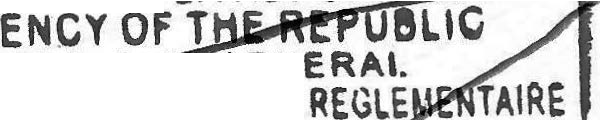 ENCY OF THE REPUBLIC
ERAL
REGLEMENTAIRE